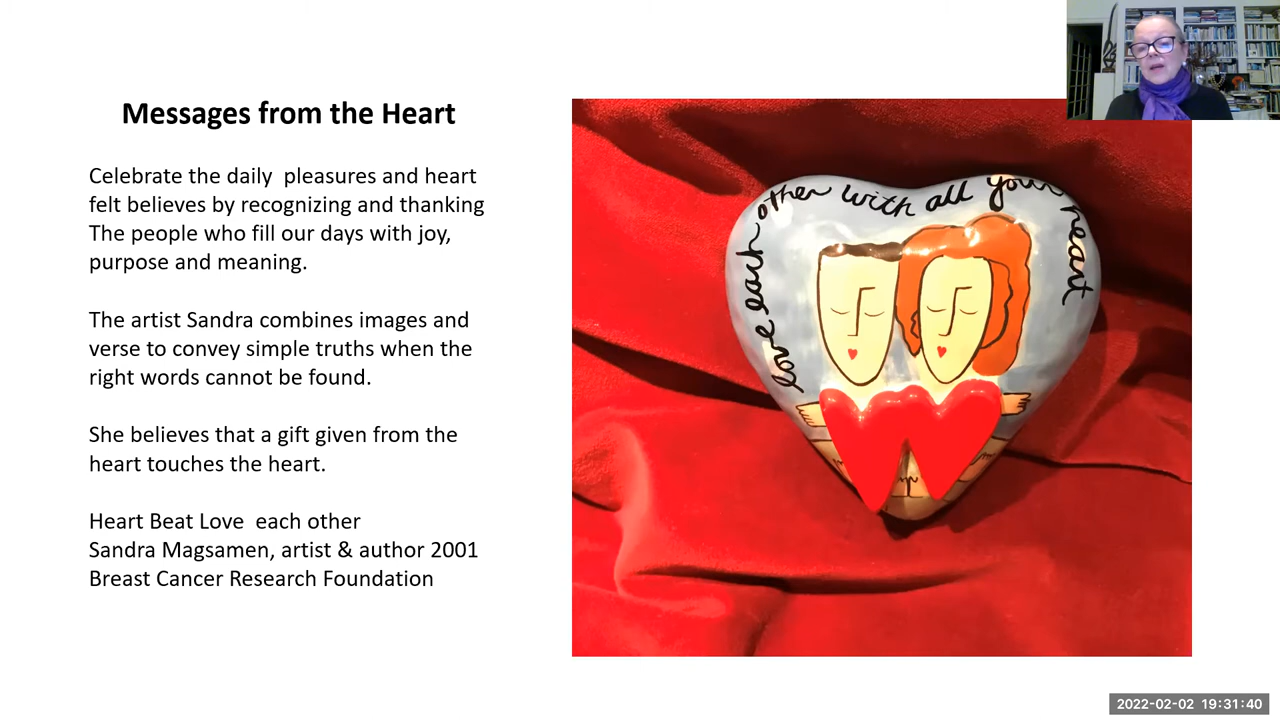 Messages from the Heart
Celebrate the daily  pleasures and heart
felt believes by recognizing and thanking
The people who fill our days with joy,
purpose and meaning.
The artist Sandra combines images and
verse to convey simple truths when the
right words cannot be found.
She believes that a gift given from the
heart touches the heart.
Heart Beat Love  each other
Sandra Magsamen, artist & author 2001
Breast Cancer Research Foundation
love each other with all your heart
2022-02-02 19:31:40